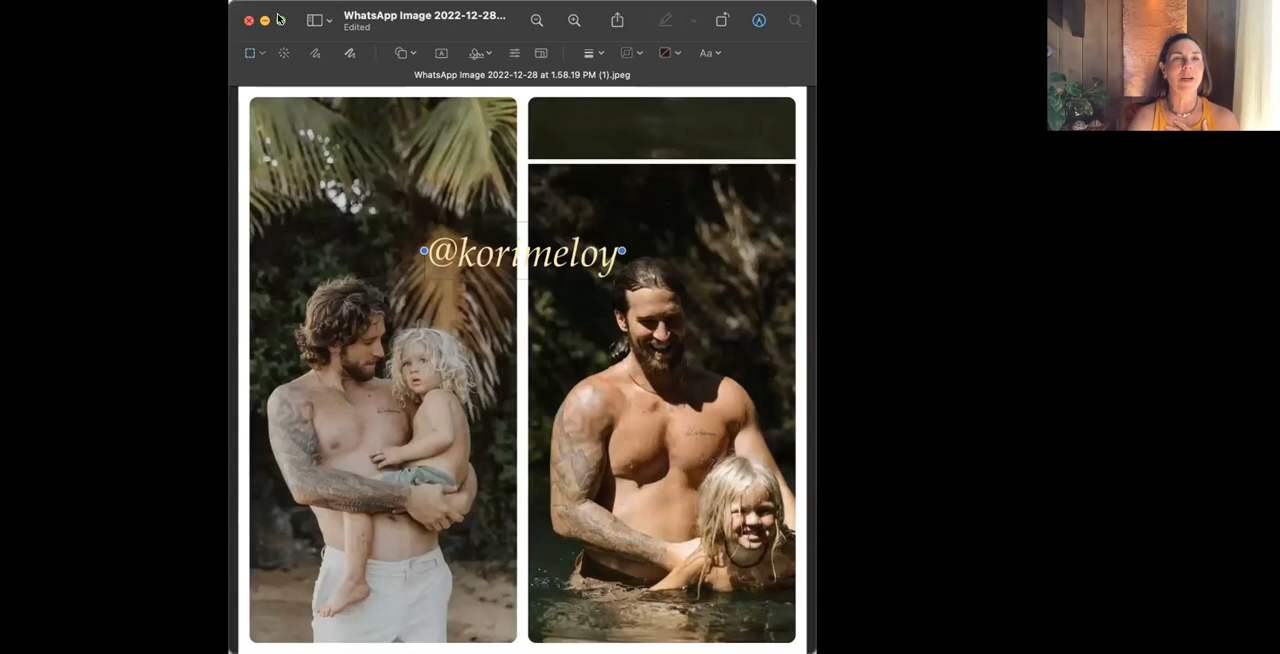 WhatsApp Image 2022-12-28...
Edited
Aa
WhatsApp Image 2022-12-28 at 1.58.19 PM (1).jpeg
@korimeloy